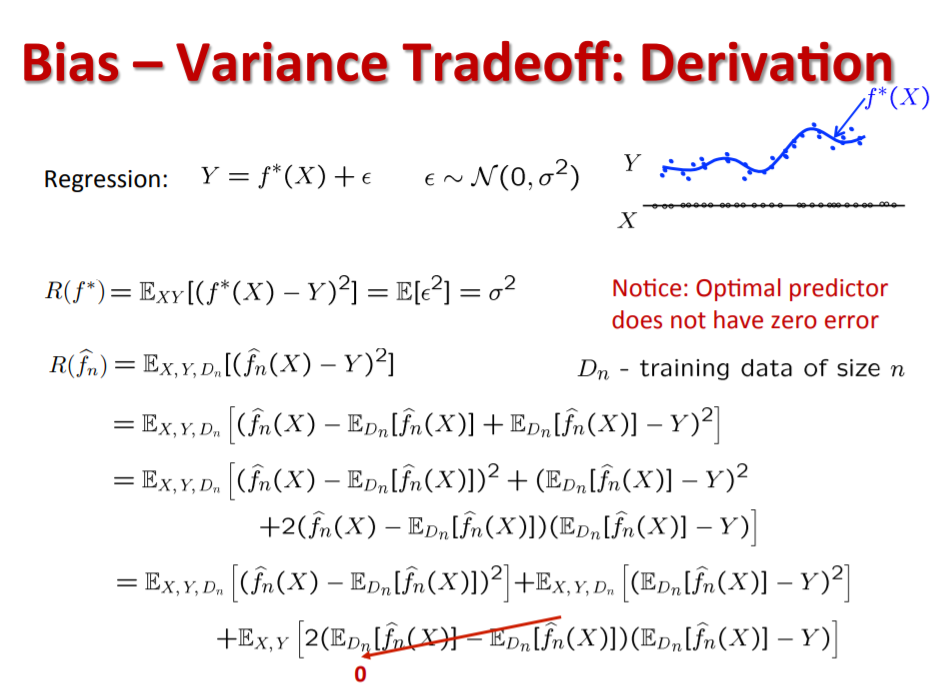 Bias – Variance Tradeoff: Derivation
f*(X)
Regression: Y = f*(X) + ϵ ϵ ∼ 𝒩(0, σ²)
Y
X
R(f*) = 𝔼_{XY}[(f*(X) − Y)²] = 𝔼[ϵ²] = σ²
Notice: Optimal predictor
does not have zero error
R(f̂_n) = 𝔼_{X,Y,D_n}[(f̂_n(X) − Y)²]
D_n - training data of size n
= 𝔼_{X,Y,D_n}[(f̂_n(X) − 𝔼_{D_n}[f̂_n(X)] + 𝔼_{D_n}[f̂_n(X)] − Y)²]
= 𝔼_{X,Y,D_n}[(f̂_n(X) − 𝔼_{D_n}[f̂_n(X)])² + (𝔼_{D_n}[f̂_n(X)] − Y)²
+2(f̂_n(X) − 𝔼_{D_n}[f̂_n(X)])(𝔼_{D_n}[f̂_n(X)] − Y)]
= 𝔼_{X,Y,D_n}[(f̂_n(X) − 𝔼_{D_n}[f̂_n(X)])²] + 𝔼_{X,Y,D_n}[(𝔼_{D_n}[f̂_n(X)] − Y)²]
+𝔼_{X,Y}[2(𝔼_{D_n}[f̂_n(X)] − 𝔼_{D_n}[f̂_n(X)])(𝔼_{D_n}[f̂_n(X)] − Y)]
0